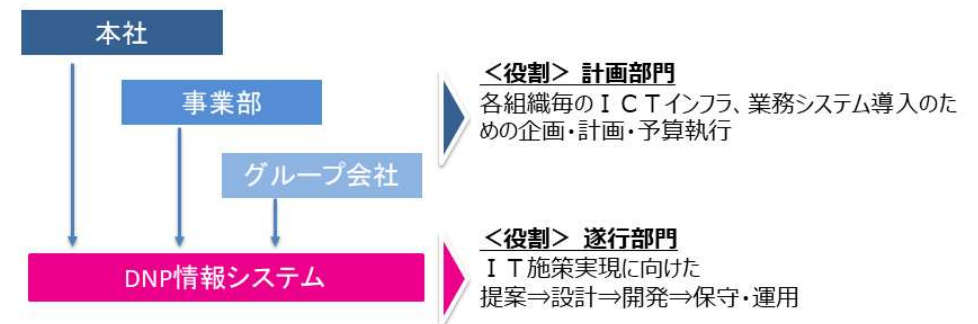 本社
事業部
グループ会社
DNP情報システム
＜役割＞ 計画部門
各組織毎のＩＣＴインフラ、業務システム導入のた
めの企画・計画・予算執行
＜役割＞ 遂行部門
ＩＴ施策実現に向けた
提案⇒設計⇒開発⇒保守・運用